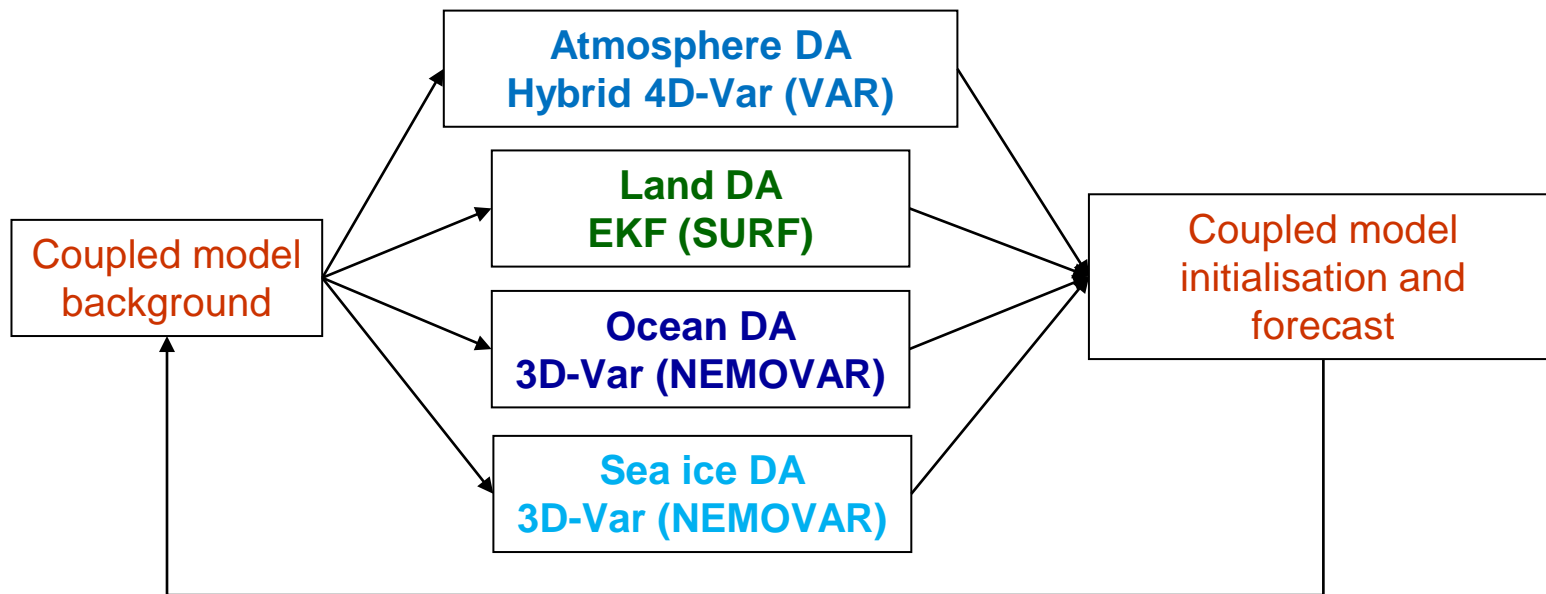 Atmosphere DA
Hybrid 4D-Var (VAR)
Land DA
EKF (SURF)
Coupled model
background
Ocean DA
3D-Var (NEMOVAR)
Sea ice DA
3D-Var (NEMOVAR)
Coupled model
initialisation and
forecast